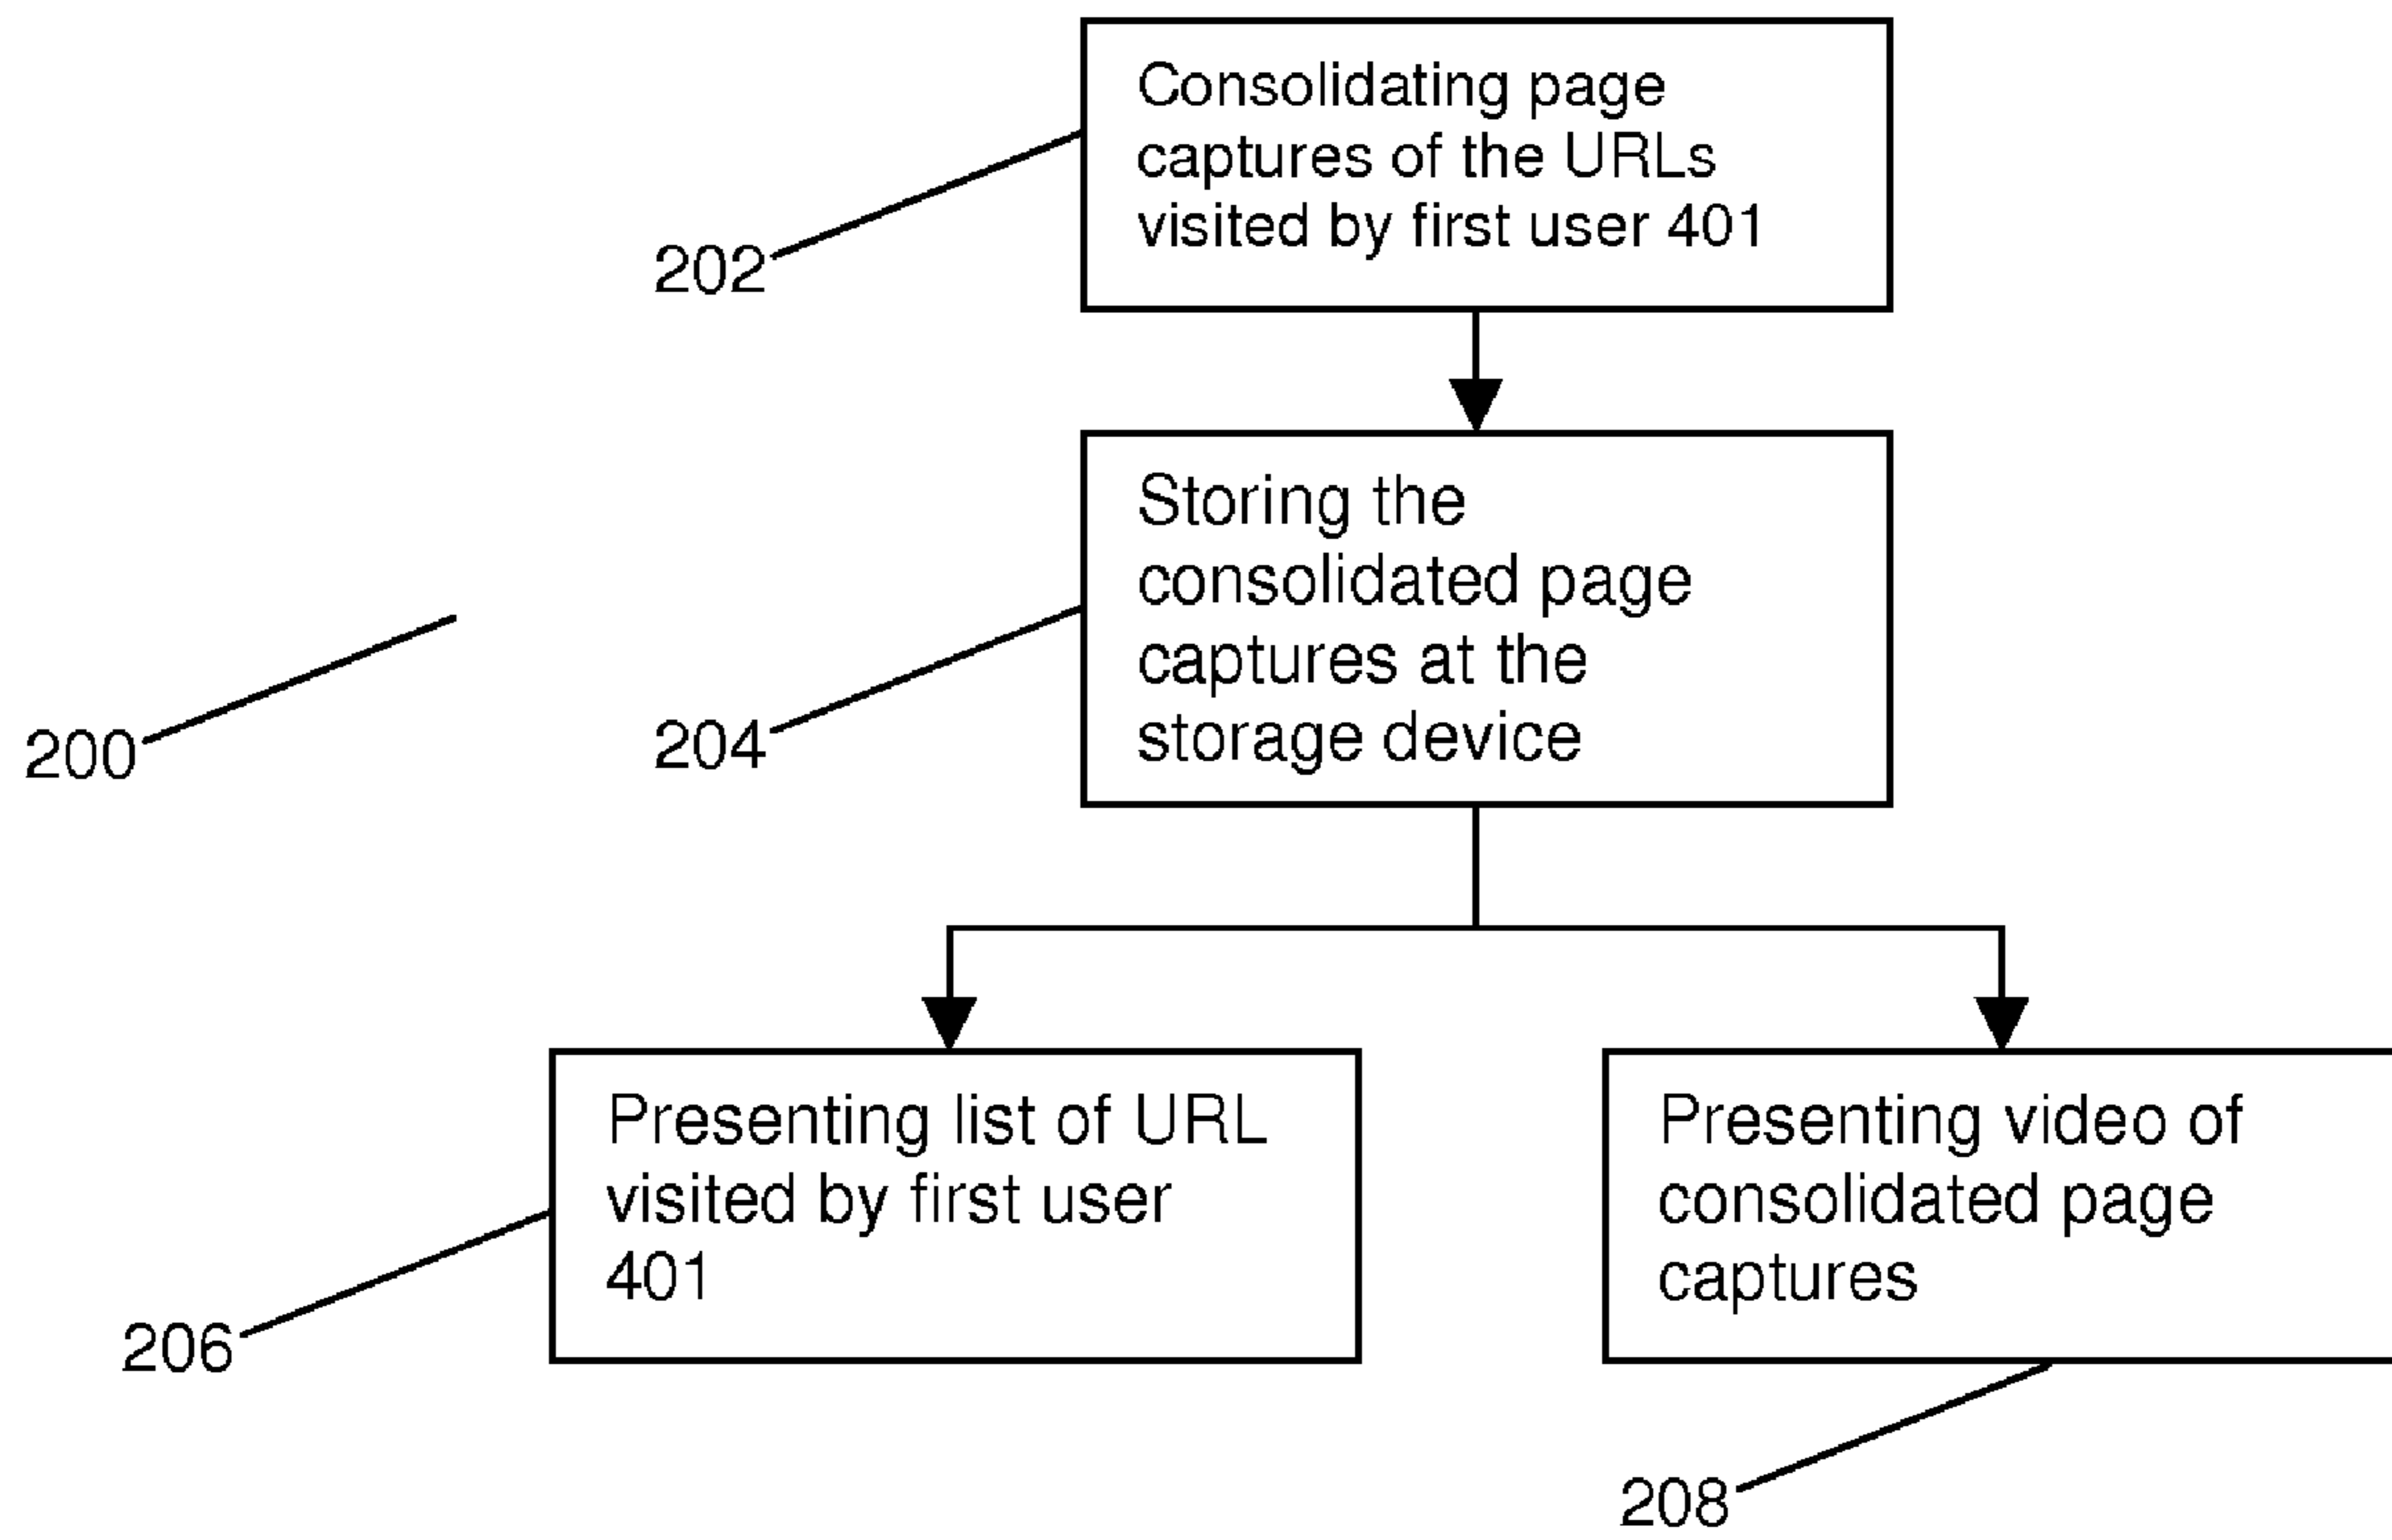 Consolidating page
captures of the URLs
visited by first user 401
202
Storing the
consolidated page
captures at the
storage device
204
200
Presenting list of URL
visited by first user
401
206
Presenting video of
consolidated page
captures
208